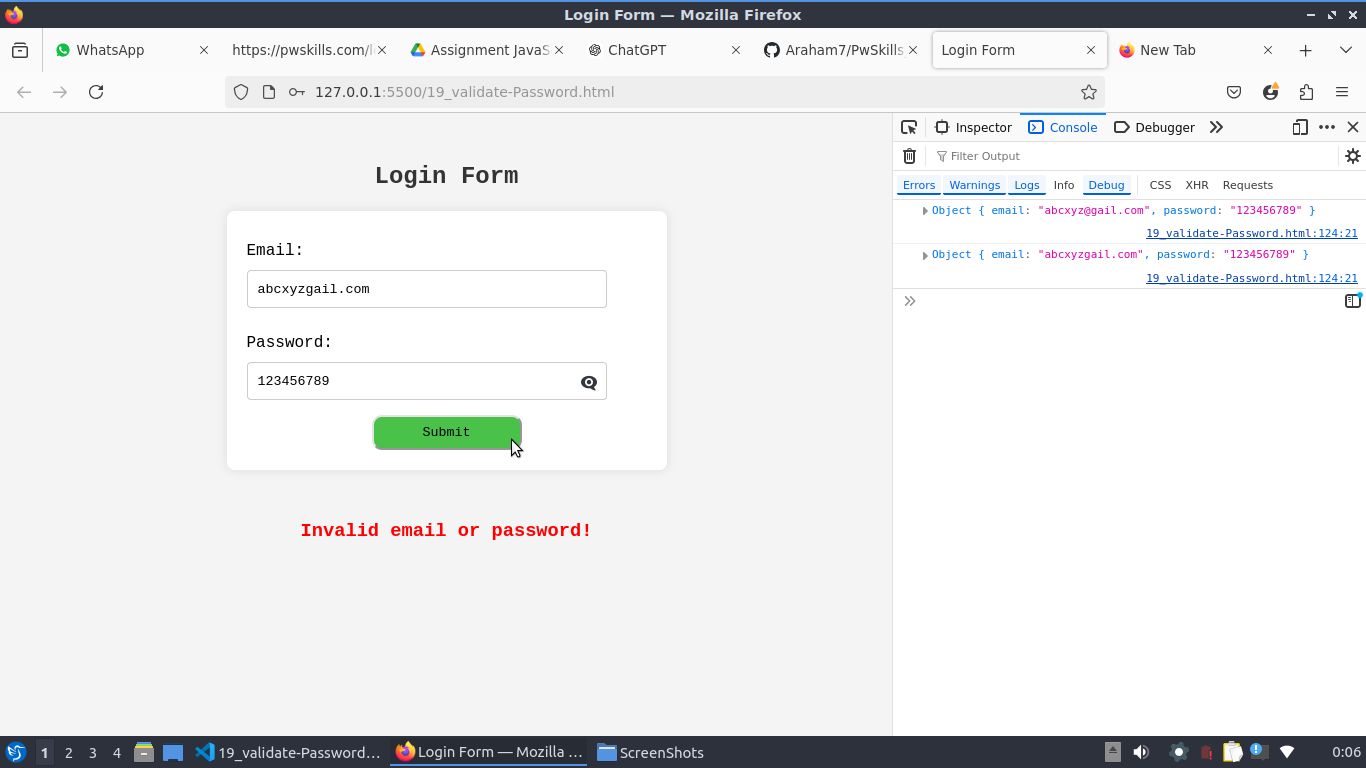 Login Form — Mozilla Firefox
WhatsApp
https://pwskills.com/l
Assignment JavaS
ChatGPT
Araham7/PwSkills
Login Form
New Tab
127.0.0.1:5500/19_validate-Password.html
Login Form
Email:
abcxyzgail.com
Password:
123456789
Submit
Invalid email or password!
Inspector
Console
Debugger
Filter Output
Errors
Warnings
Logs
Info
Debug
CSS
XHR
Requests
Object { email: "abcxyz@gail.com", password: "123456789" }
19_validate-Password.html:124:21
Object { email: "abcxyzgail.com", password: "123456789" }
19_validate-Password.html:124:21
1
2
3
4
19_validate-Password...
Login Form — Mozilla ...
ScreenShots
0:06